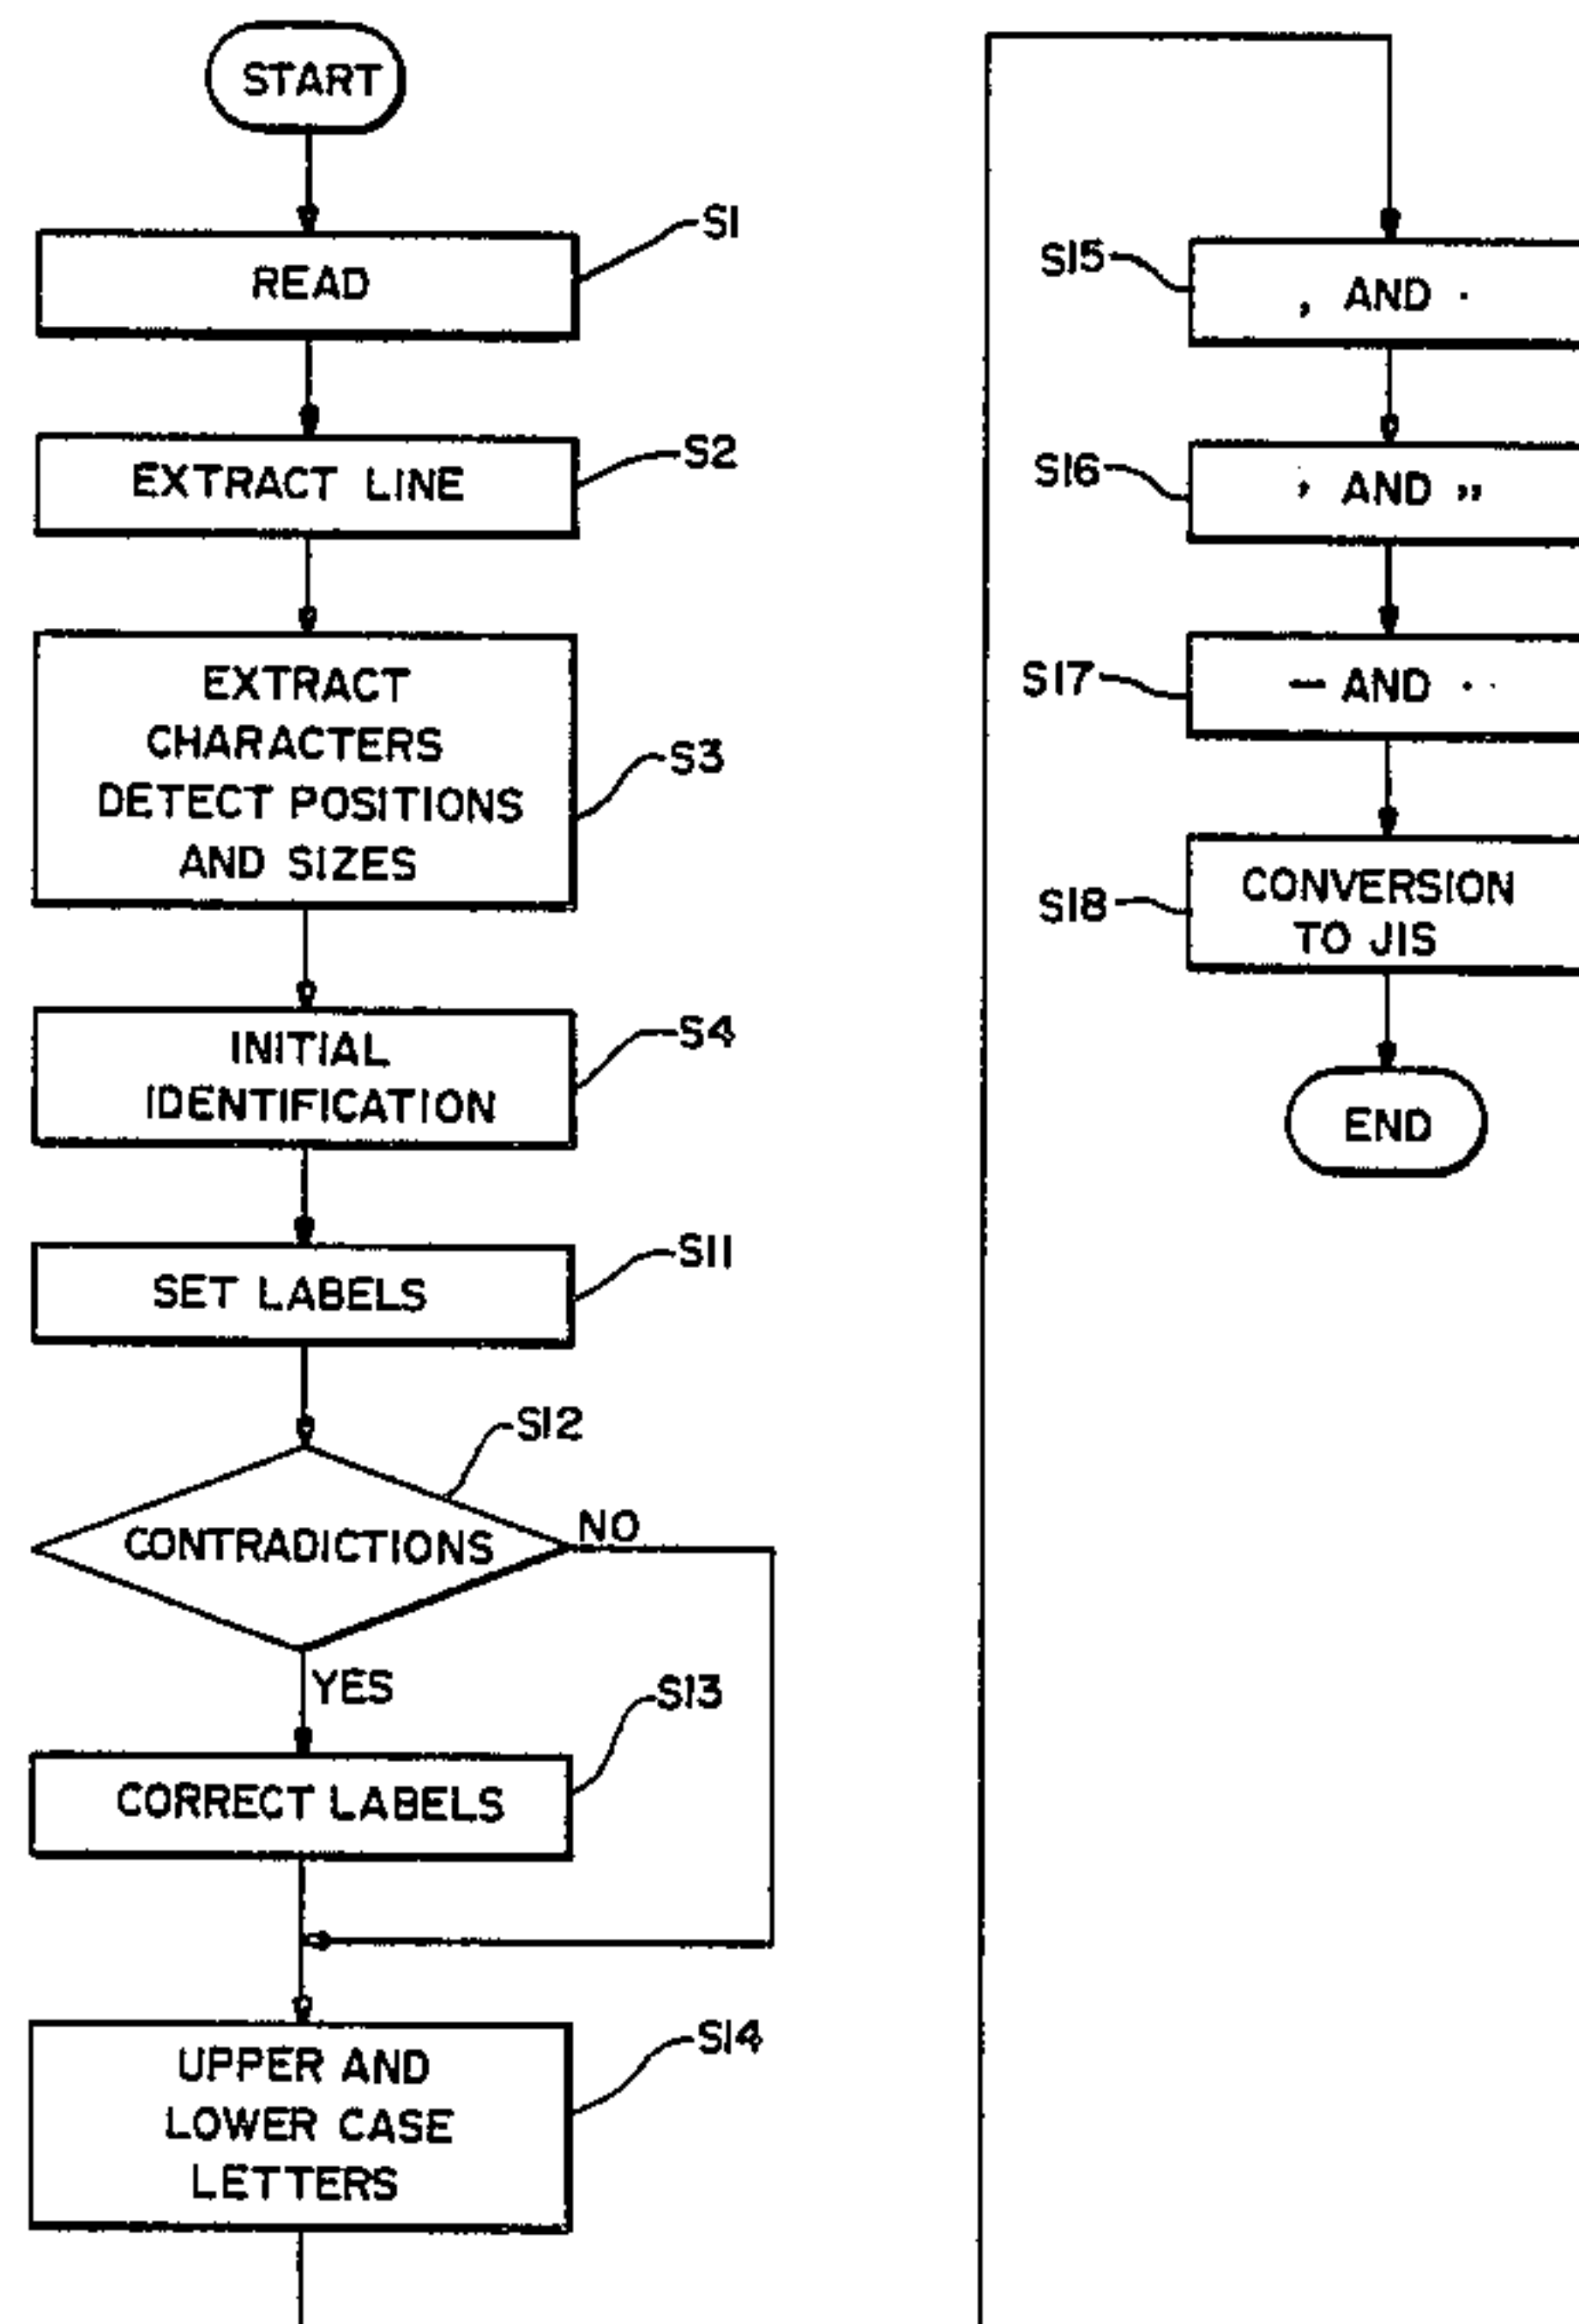 START
S1
READ
S2
EXTRACT LINE
S3
EXTRACT
CHARACTERS
DETECT POSITIONS
AND SIZES
S4
INITIAL
IDENTIFICATION
S11
SET LABELS
S12
CONTRADICTIONS
NO
YES
S13
CORRECT LABELS
S14
UPPER AND
LOWER CASE
LETTERS
S15
, AND ·
S16
’ AND ”
S17
— AND · ·
S18
CONVERSION
TO JIS
END